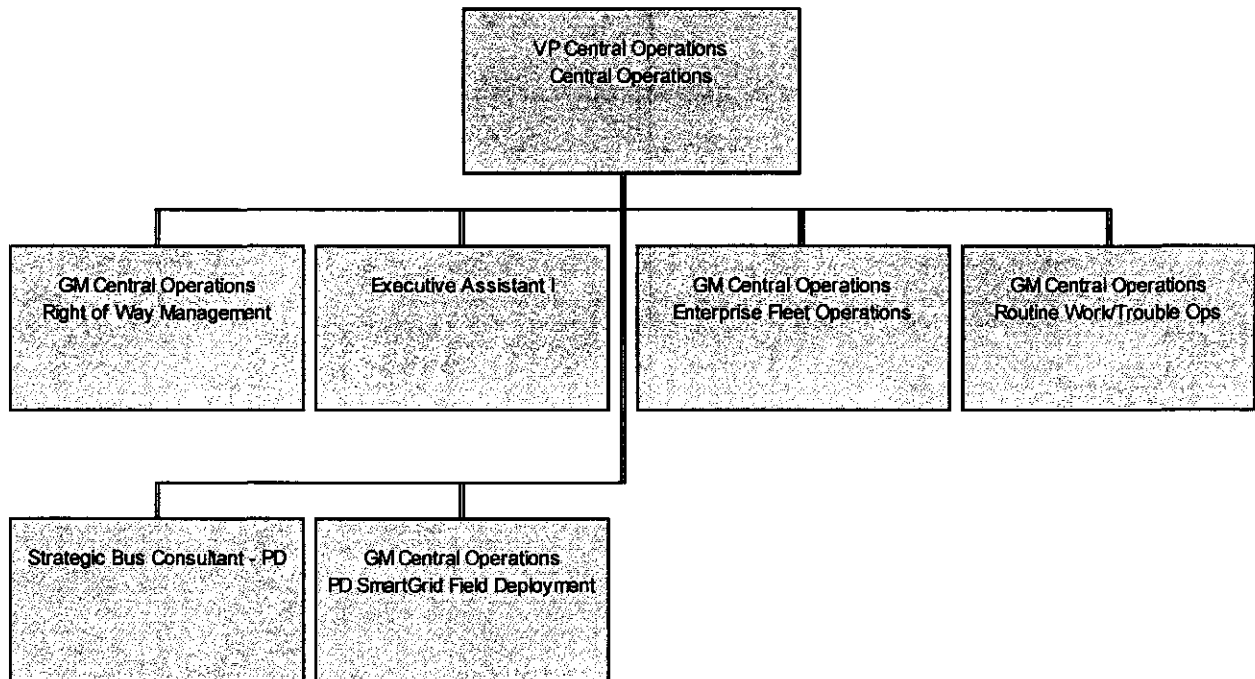 VP Central Operations
Central Operations
GM Central Operations
Right of Way Management
Executive Assistant I
GM Central Operations
Enterprise Fleet Operations
GM Central Operations
Routine Work/Trouble Ops
Strategic Bus Consultant - PD
GM Central Operations
PD SmartGrid Field Deployment